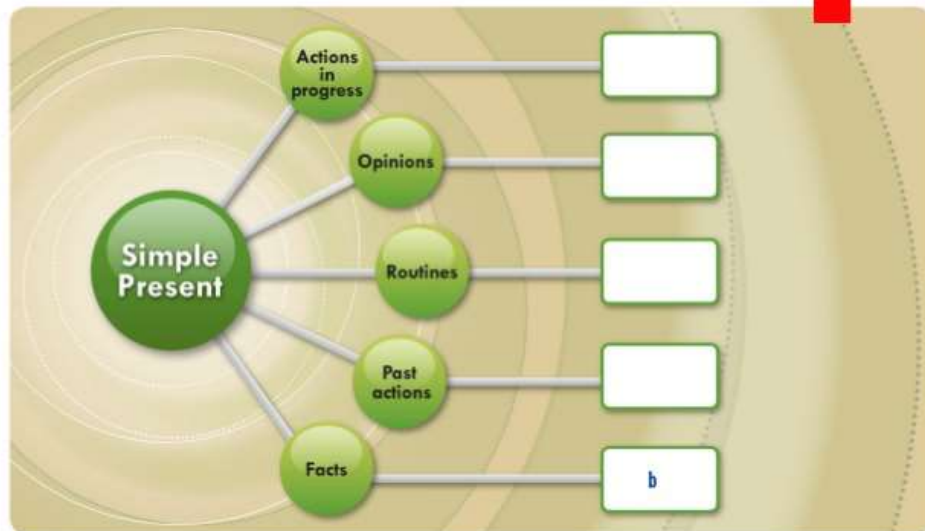 Actions
in
progress
Opinions
Simple
Present
Routines
Past
actions
Facts
b